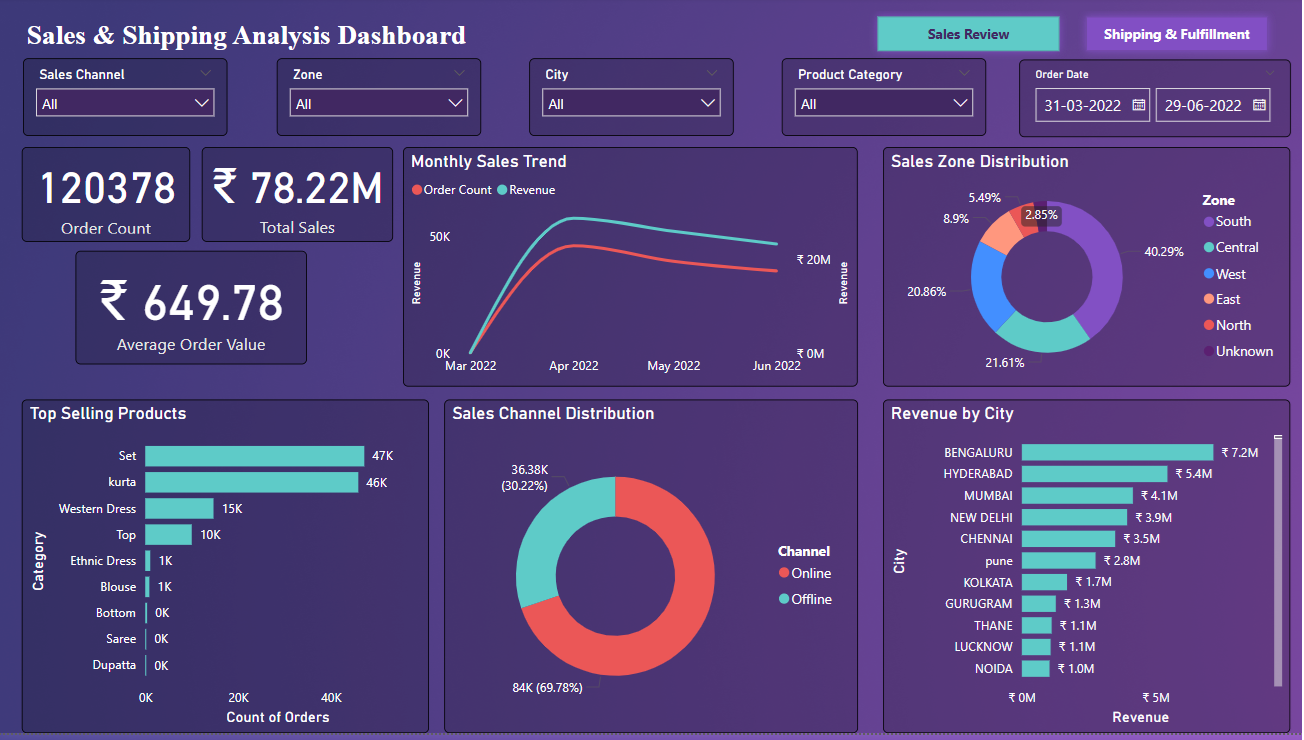 Sales & Shipping Analysis Dashboard
Sales Review
Shipping & Fulfillment
Sales Channel
All
Zone
All
City
All
Product Category
All
Order Date
31-03-2022
29-06-2022
120378
Order Count
₹ 78.22M
Total Sales
₹ 649.78
Average Order Value
Monthly Sales Trend
Order Count
Revenue
Revenue
50K
0K
₹ 20M
₹ 0M
Revenue
Mar 2022
Apr 2022
May 2022
Jun 2022
Sales Zone Distribution
5.49%
2.85%
8.9%
40.29%
20.86%
21.61%
Zone
South
Central
West
East
North
Unknown
Top Selling Products
Category
Set 47K
kurta 46K
Western Dress 15K
Top 10K
Ethnic Dress 1K
Blouse 1K
Bottom 0K
Saree 0K
Dupatta 0K
0K 20K 40K
Count of Orders
Sales Channel Distribution
36.38K
(30.22%)
84K (69.78%)
Channel
Online
Offline
Revenue by City
City
BENGALURU ₹ 7.2M
HYDERABAD ₹ 5.4M
MUMBAI ₹ 4.1M
NEW DELHI ₹ 3.9M
CHENNAI ₹ 3.5M
pune ₹ 2.8M
KOLKATA ₹ 1.7M
GURUGRAM ₹ 1.3M
THANE ₹ 1.1M
LUCKNOW ₹ 1.1M
NOIDA ₹ 1.0M
₹ 0M ₹ 5M
Revenue